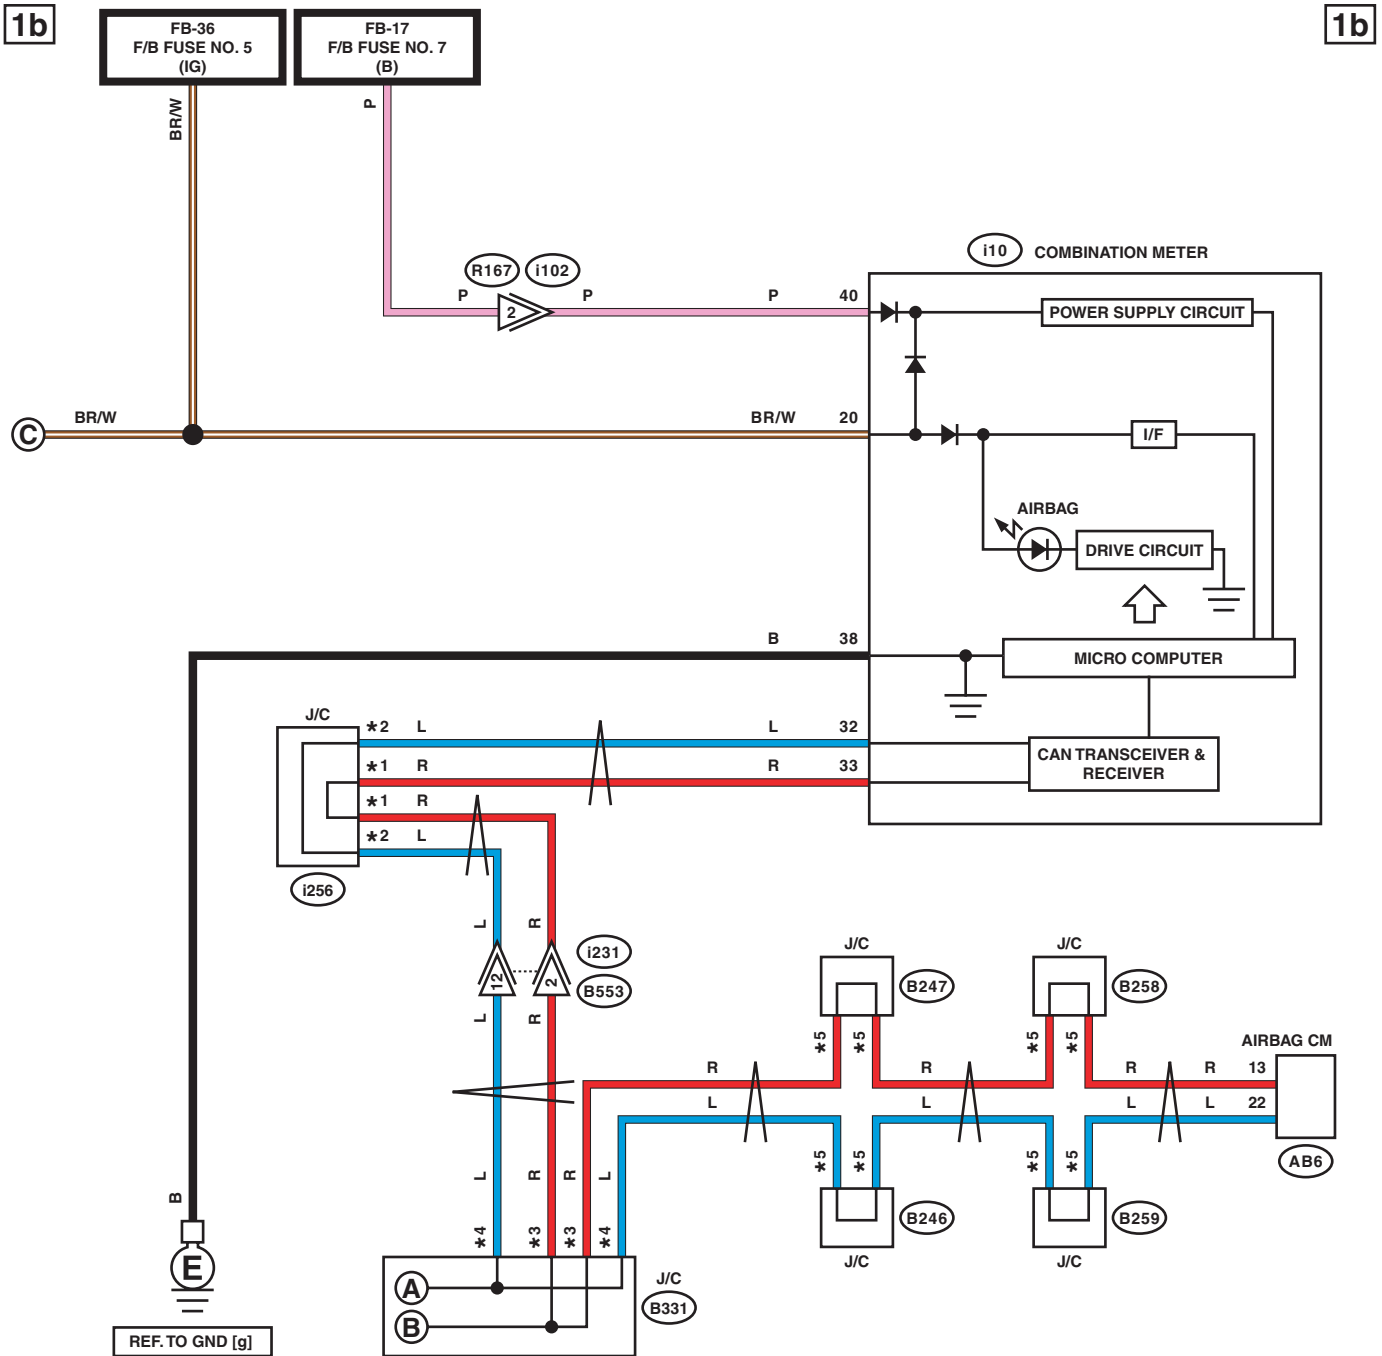 1b
FB-36
F/B FUSE NO. 5
(IG)
FB-17
F/B FUSE NO. 7
(B)
1b
BR/W
P
i10
COMBINATION METER
R167
i102
P
2
P
P
40
POWER SUPPLY CIRCUIT
C
BR/W
BR/W
20
I/F
AIRBAG
DRIVE CIRCUIT
B
38
MICRO COMPUTER
J/C
*2 L
L
32
*1 R
R
33
CAN TRANSCEIVER &
RECEIVER
*1 R
*2 L
i256
L
R
12
2
i231
B553
L
R
J/C
B247
J/C
B258
*5
*5
*5
*5
AIRBAG CM
R
R
R
R
13
L
L
L
L
22
AB6
*5
*5
*5
*5
B246
J/C
B259
J/C
B
L
R
R
L
*4
*3
*3
*4
E
A
B
J/C
B331
REF. TO GND [g]